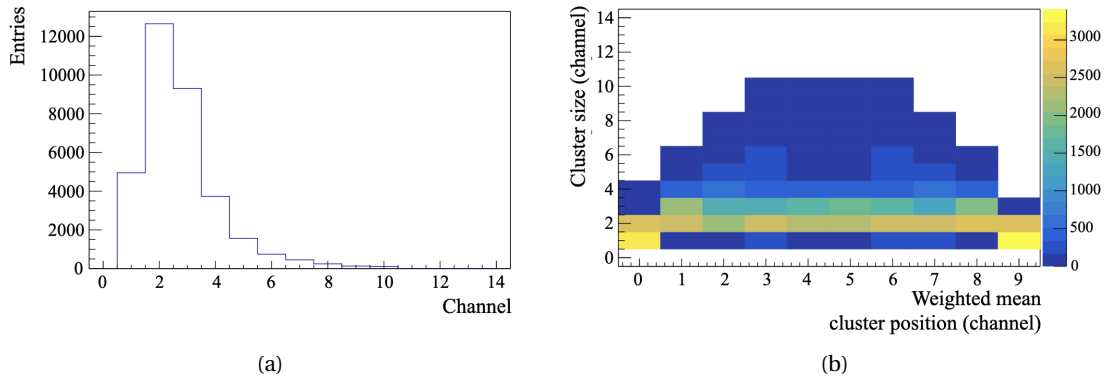 Entries
12000
10000
8000
6000
4000
2000
0
0 2 4 6 8 10 12 14
Channel
(a)
Cluster size (channel)
14
12
10
8
6
4
2
0
0 1 2 3 4 5 6 7 8 9
Weighted mean
cluster position (channel)
3000
2500
2000
1500
1000
500
0
(b)